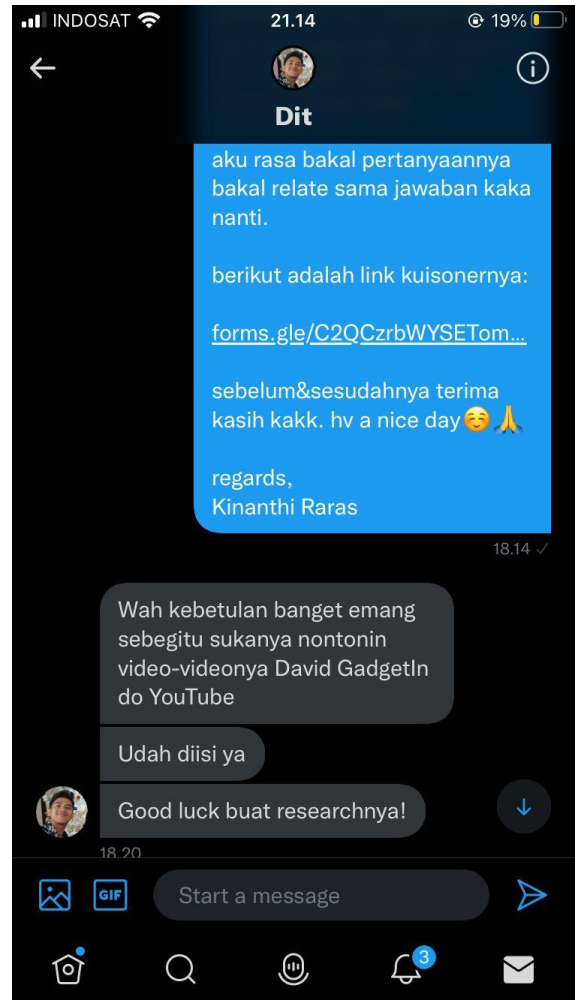 INDOSAT 21.14 19%
Dit
aku rasa bakal pertanyaannya
bakal relate sama jawaban kaka
nanti.
berikut adalah link kuisonernya:
forms.gle/C2QCzrbWYSETom...
sebelum&sesudahnya terima
kasih kakk. hv a nice day☺️🙏
regards,
Kinanthi Raras
18.14 ✓
Wah kebetulan banget emang
sebegitu sukanya nontonin
video-videonya David GadgetIn
do YouTube
Udah diisi ya
Good luck buat researchnya!
18.20
GIF Start a message
3